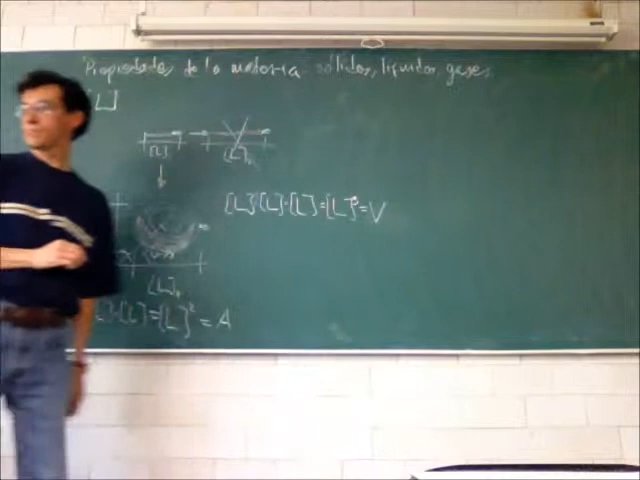 Propiedades de la materia: sólidos, líquidos, gases.
[L]
[L] [L]
[L]·[L]·[L]=[L]³=V
[L]
[L]·[L]=[L]²=A